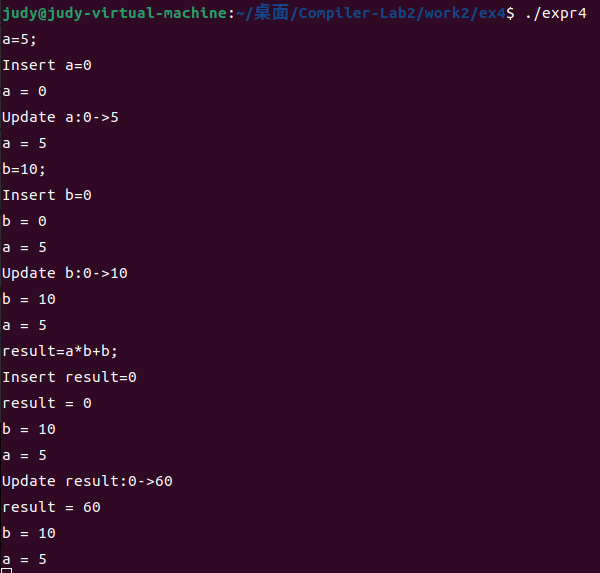 judy@judy-virtual-machine:~/桌面/Compiler-Lab2/work2/ex4$ ./expr4
a=5;
Insert a=0
a = 0
Update a:0->5
a = 5
b=10;
Insert b=0
b = 0
a = 5
Update b:0->10
b = 10
a = 5
result=a*b+b;
Insert result=0
result = 0
b = 10
a = 5
Update result:0->60
result = 60
b = 10
a = 5